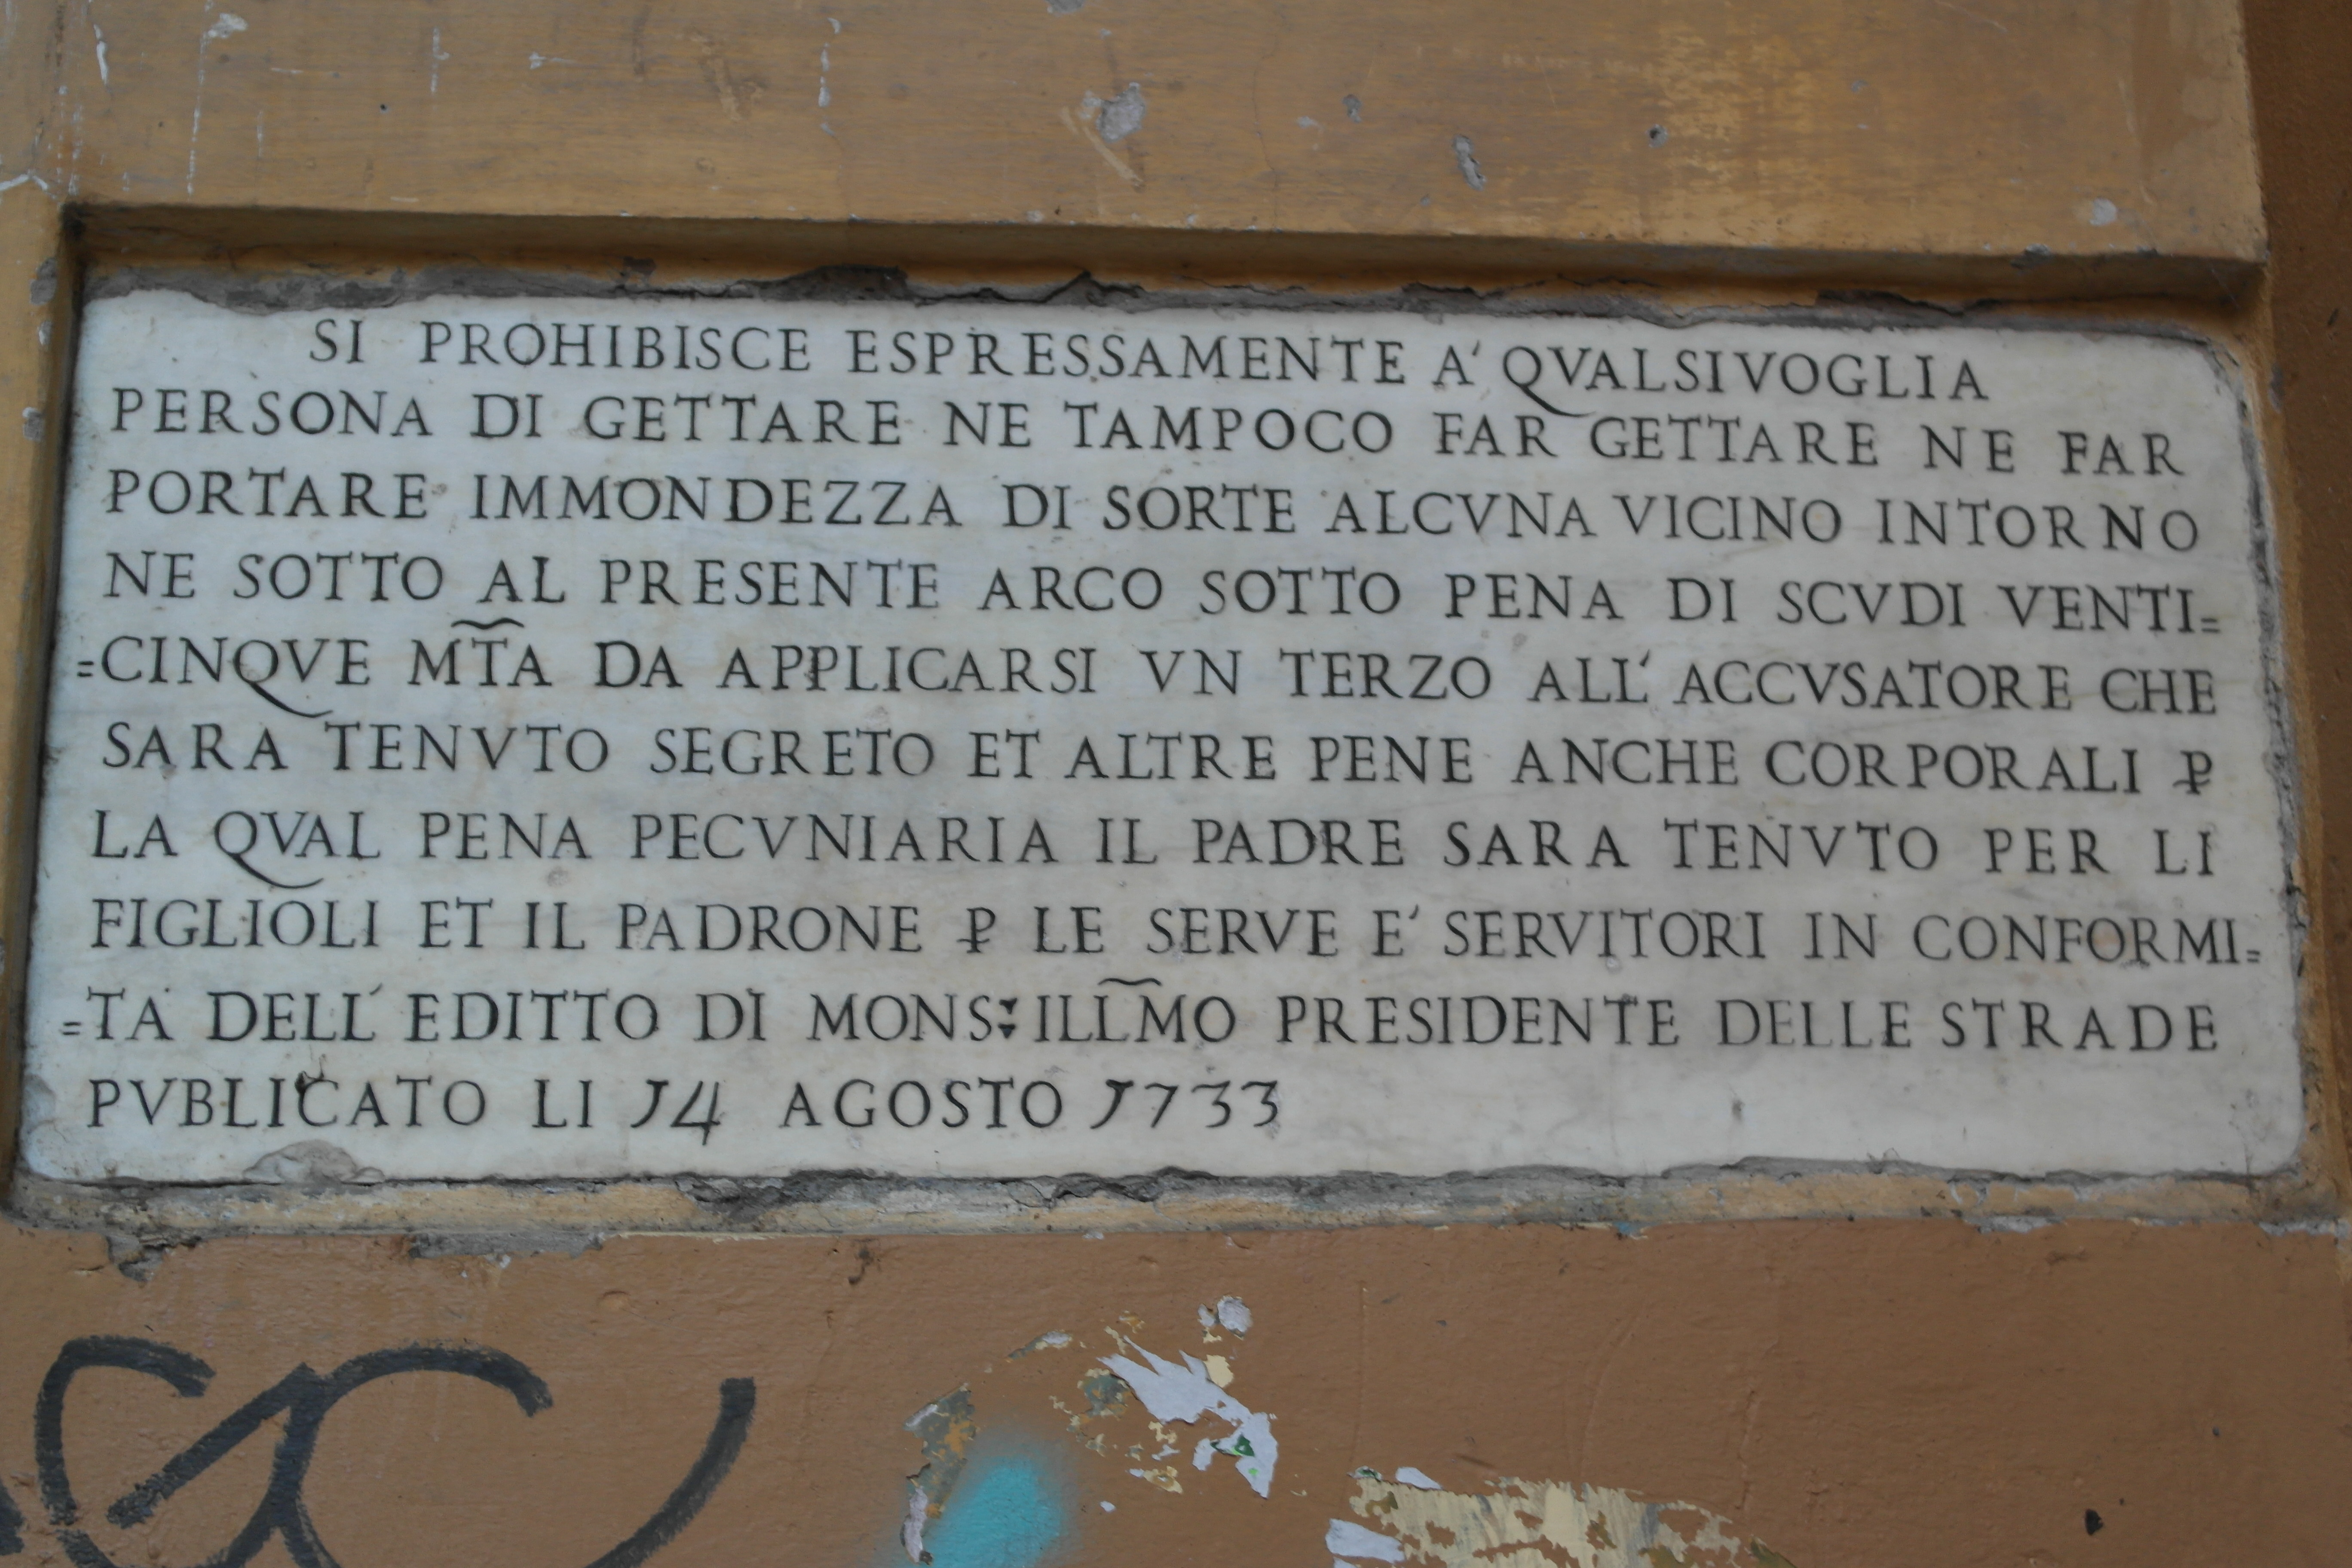 SI PROHIBISCE ESPRESSAMENTE A' QVALSIVOGLIA
PERSONA DI GETTARE NE TAMPOCO FAR GETTARE NE FAR
PORTARE IMMONDEZZA DI SORTE ALCVNA VICINO INTORNO
NE SOTTO AL PRESENTE ARCO SOTTO PENA DI SCVDI VENTI=
=CINQVE MT̃A DA APPLICARSI VN TERZO ALL' ACCVSATORE CHE
SARA TENVTO SEGRETO ET ALTRE PENE ANCHE CORPORALI ꝑ
LA QVAL PENA PECVNIARIA IL PADRE SARA TENVTO PER LI
FIGLIOLI ET IL PADRONE ꝑ LE SERVE E' SERVITORI IN CONFORMI=
=TA DELL' EDITTO DI MONS: ILL̃MO PRESIDENTE DELLE STRADE
PVBLICATO LI 14 AGOSTO 1733